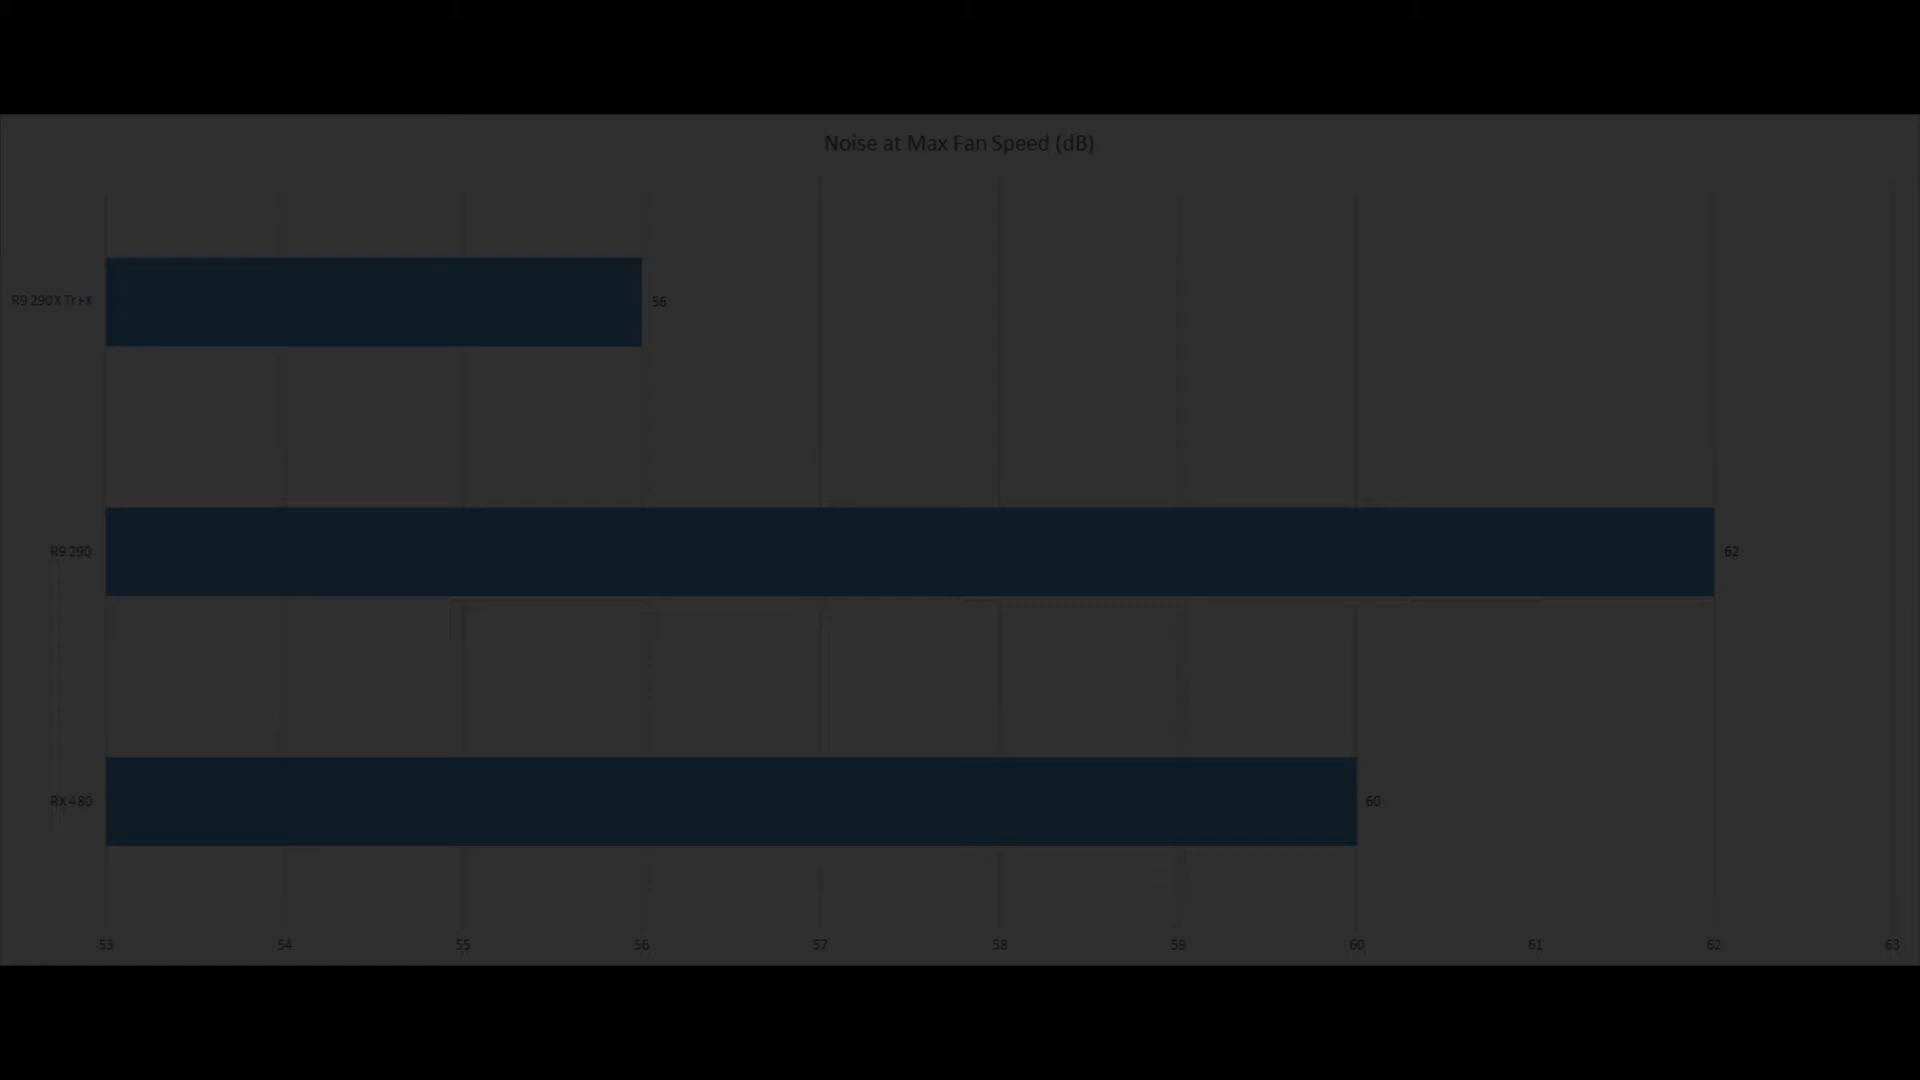 Noise at Max Fan Speed (dB)
R9 290X Tri-X
56
R9 290
62
RX 480
60
53 54 55 56 57 58 59 60 61 62 63